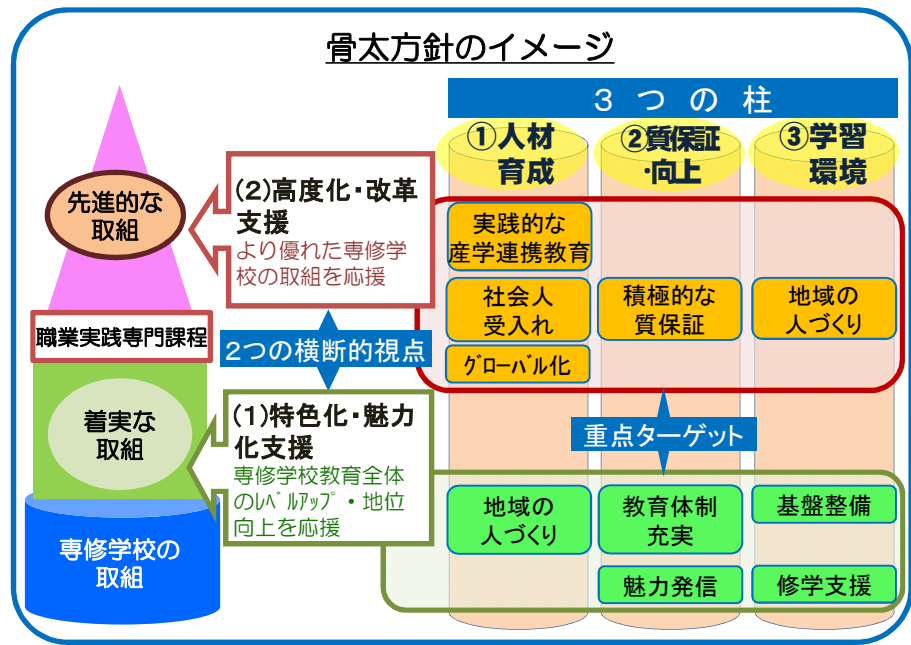 骨太方針のイメージ
3つの柱
①人材
育成
②質保証
・向上
③学習
環境
先進的な
取組
(2)高度化・改革
支援
より優れた専修学
校の取組を応援
実践的な
産学連携教育
社会人
受入れ
グローバル化
積極的な
質保証
地域の
人づくり
職業実践専門課程
2つの横断的視点
着実な
取組
(1)特色化・魅力
化支援
専修学校教育全体
のレベルアップ・地位
向上を応援
重点ターゲット
地域の
人づくり
教育体制
充実
魅力発信
基盤整備
修学支援
専修学校の
取組